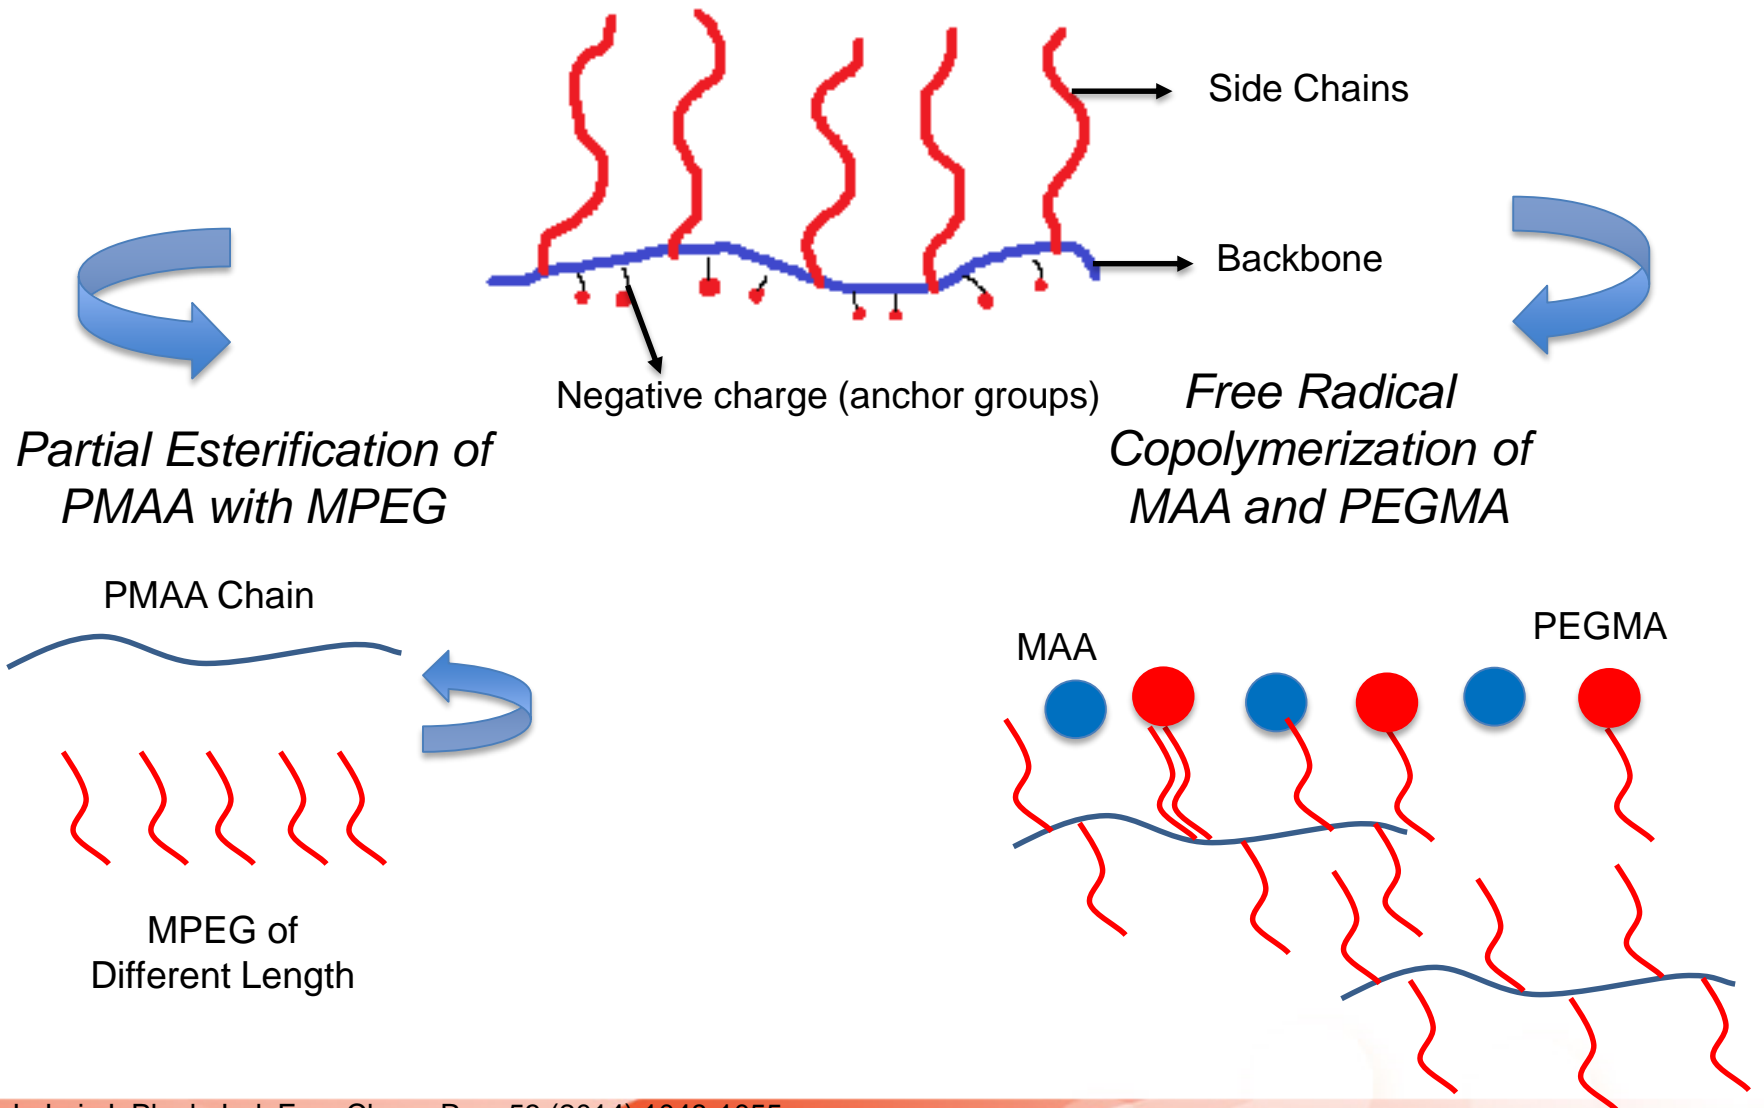 Side Chains
Backbone
Negative charge (anchor groups)
Partial Esterification of
PMAA with MPEG
Free Radical
Copolymerization of
MAA and PEGMA
PMAA Chain
MPEG of
Different Length
MAA
PEGMA